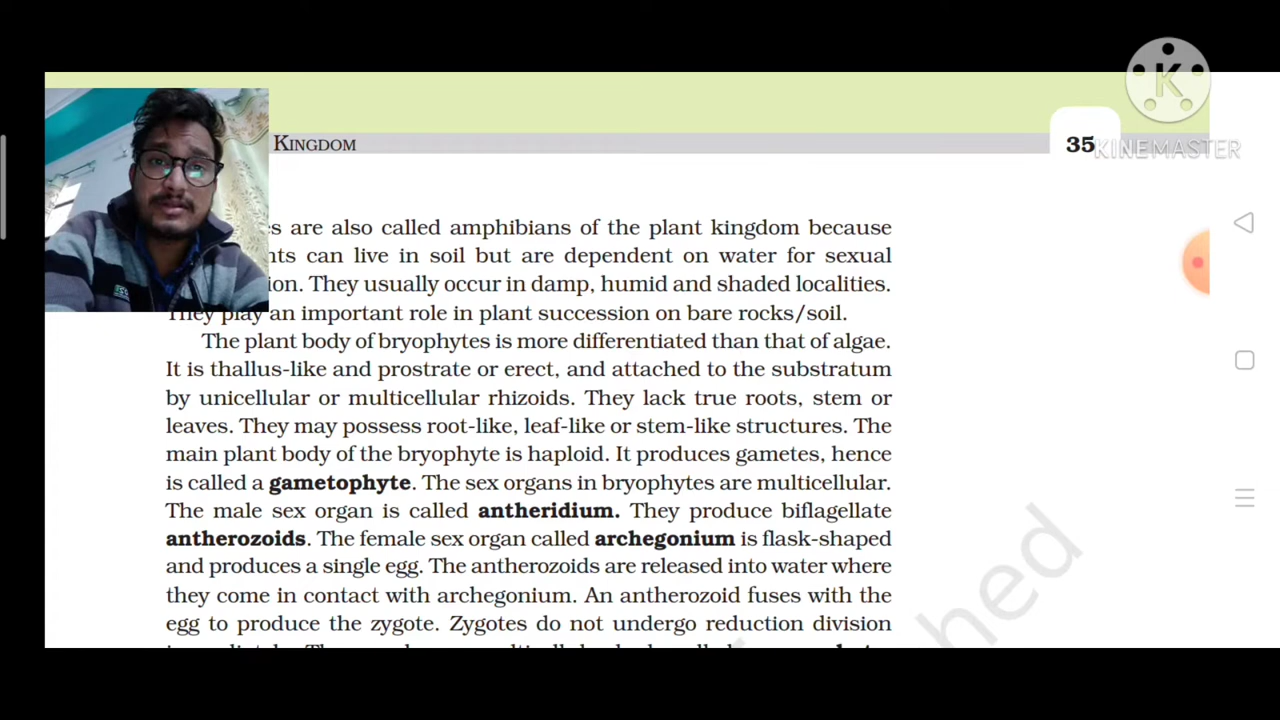 KINGDOM
35
KINEMASTER
are also called amphibians of the plant kingdom because
can live in soil but are dependent on water for sexual
They usually occur in damp, humid and shaded localities.
They play an important role in plant succession on bare rocks/soil.
The plant body of bryophytes is more differentiated than that of algae.
It is thallus-like and prostrate or erect, and attached to the substratum
by unicellular or multicellular rhizoids. They lack true roots, stem or
leaves. They may possess root-like, leaf-like or stem-like structures. The
main plant body of the bryophyte is haploid. It produces gametes, hence
is called a gametophyte. The sex organs in bryophytes are multicellular.
The male sex organ is called antheridium. They produce biflagellate
antherozoids. The female sex organ called archegonium is flask-shaped
and produces a single egg. The antherozoids are released into water where
they come in contact with archegonium. An antherozoid fuses with the
egg to produce the zygote. Zygotes do not undergo reduction division